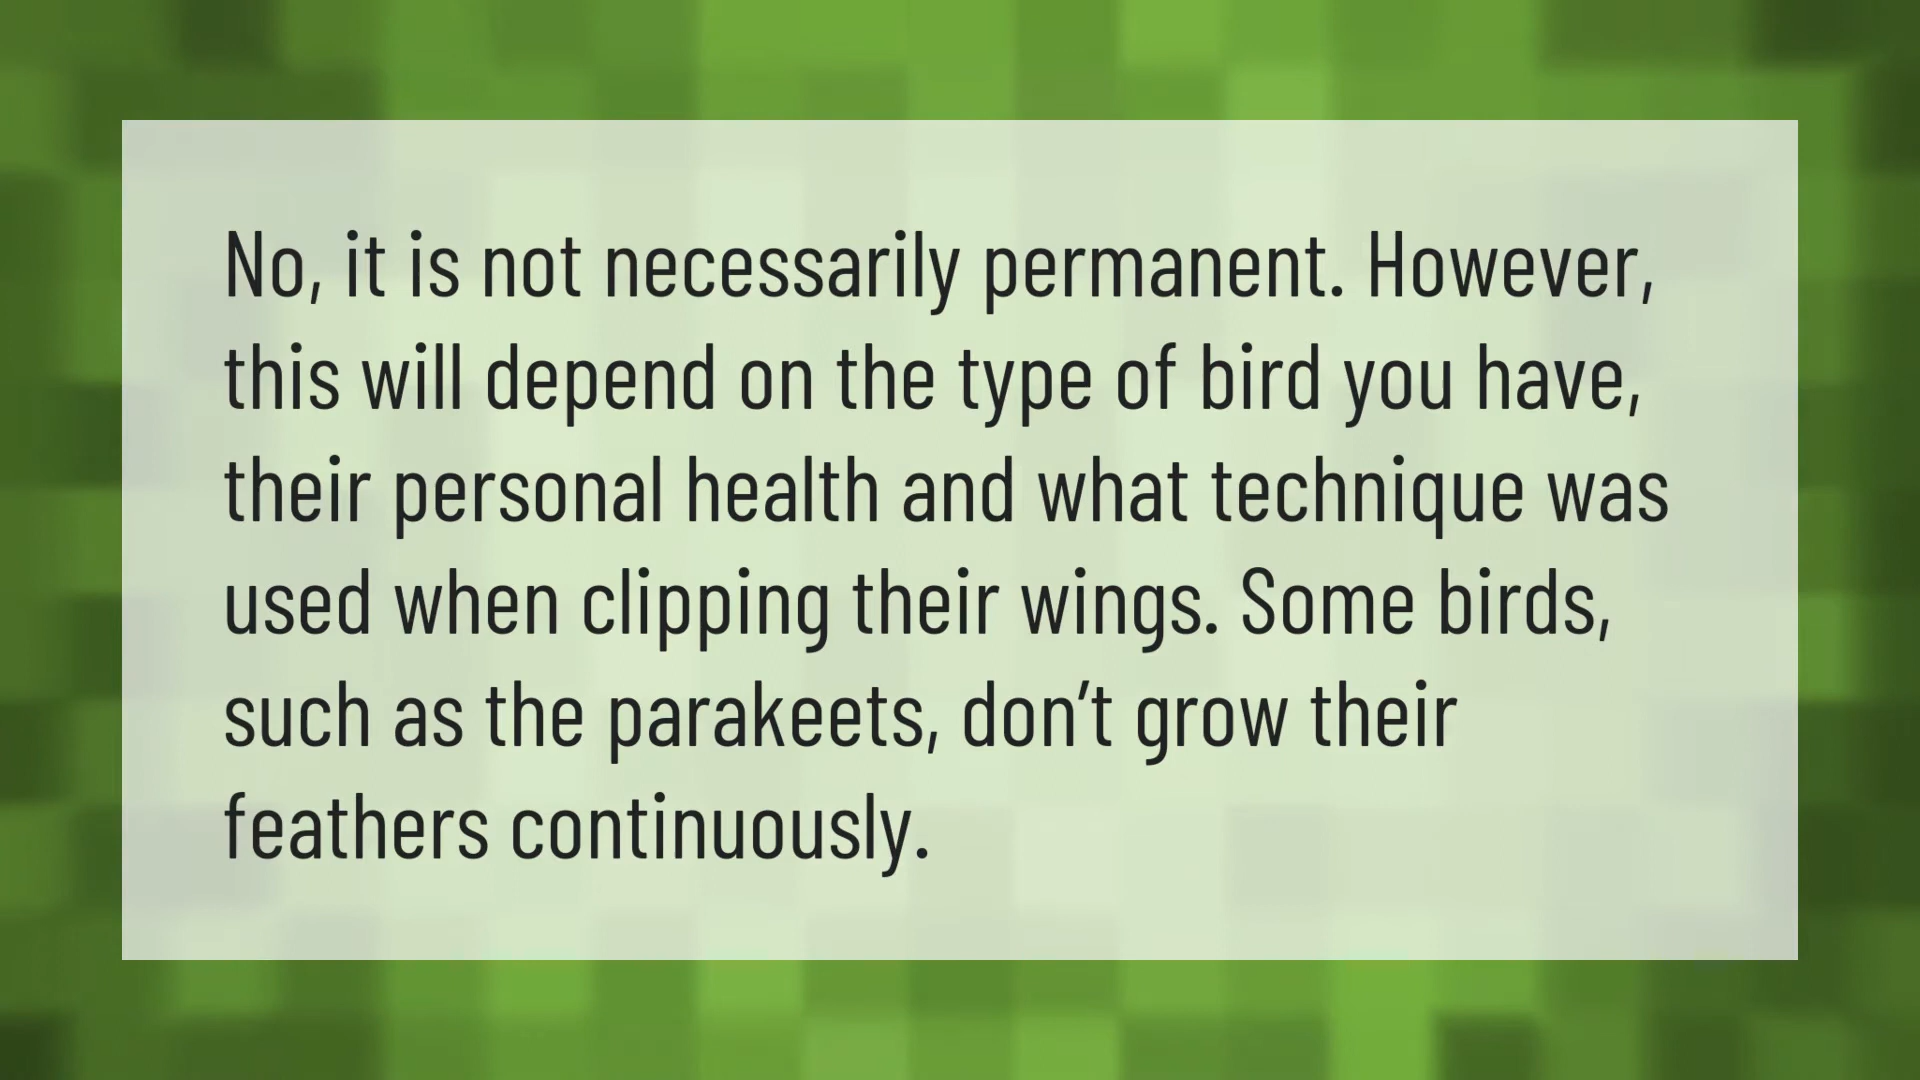 No, it is not necessarily permanent. However,
this will depend on the type of bird you have,
their personal health and what technique was
used when clipping their wings. Some birds,
such as the parakeets, don’t grow their
feathers continuously.